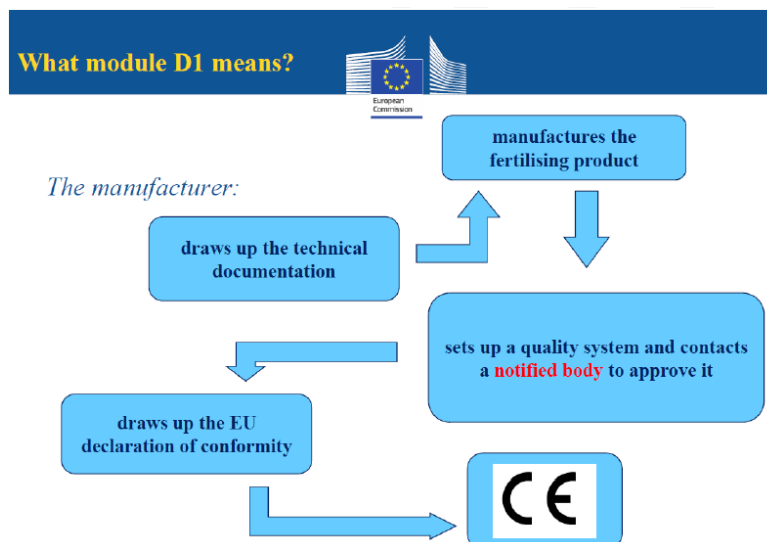 What module D1 means?
European
Commission
The manufacturer:
draws up the technical
documentation
manufactures the
fertilising product
sets up a quality system and contacts
a notified body to approve it
draws up the EU
declaration of conformity
CE